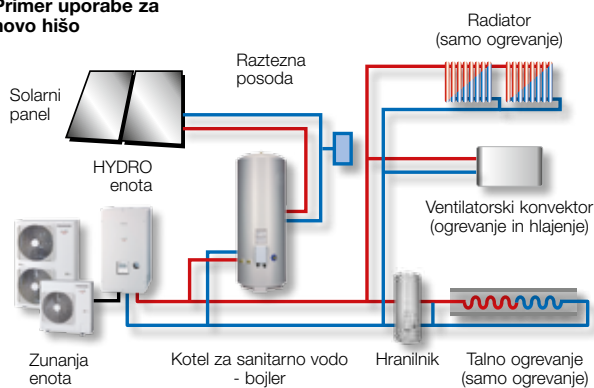 Primer uporabe za
novo hišo
Radiator
(samo ogrevanje)
Raztezna
posoda
Solarni
panel
HYDRO
enota
Ventilatorski konvektor
(ogrevanje in hlajenje)
Zunanja
enota
Kotel za sanitarno vodo
- bojler
Hranilnik
Talno ogrevanje
(samo ogrevanje)